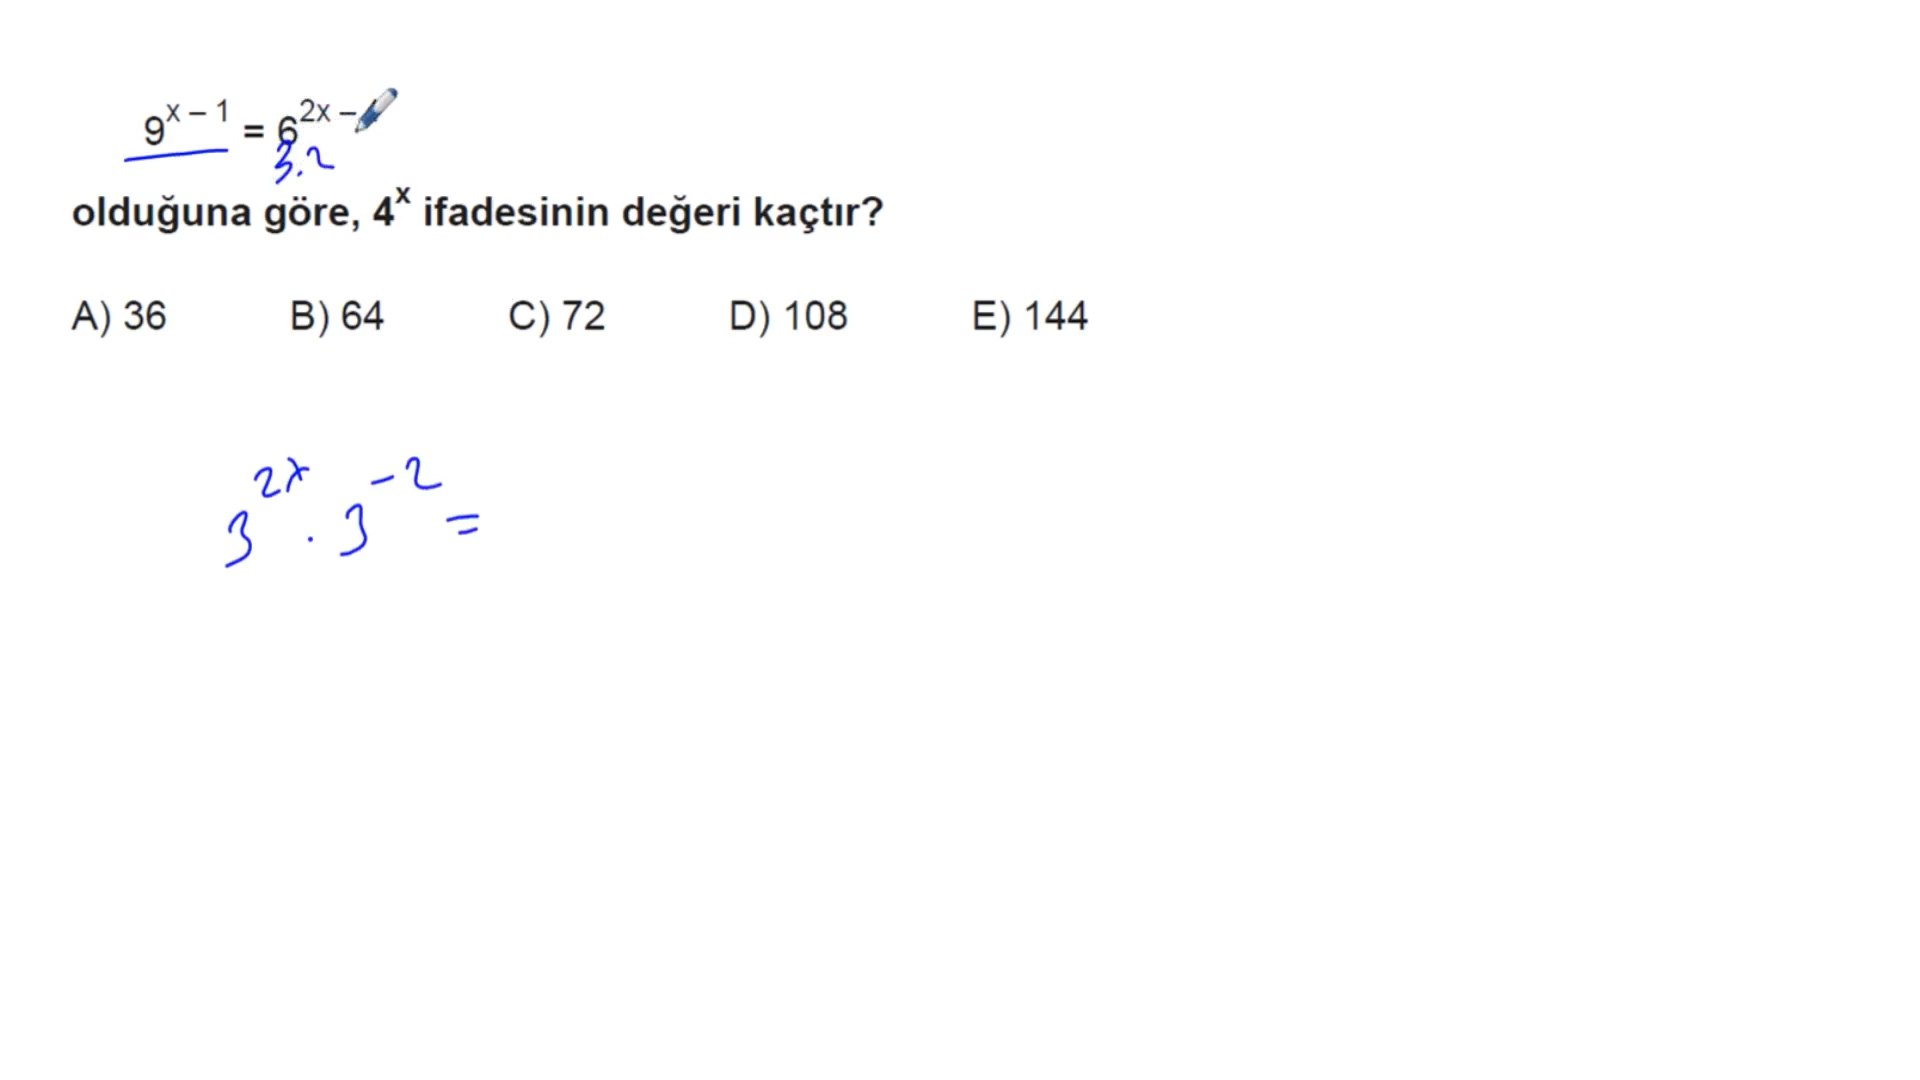 9^(x – 1) = 6^(2x –
3.2
olduğuna göre, 4^x ifadesinin değeri kaçtır?
A) 36 B) 64 C) 72 D) 108 E) 144
3^(2x) . 3^(-2) =